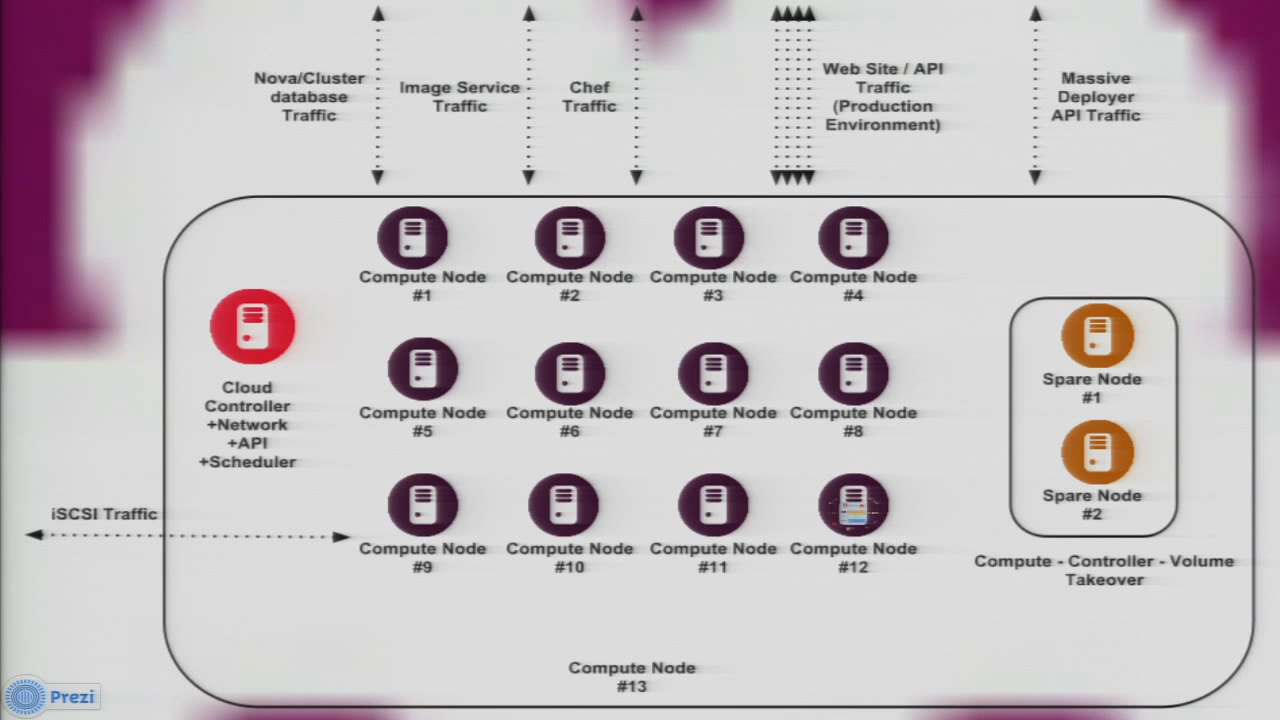 Nova/Cluster
database
Traffic
Image Service
Traffic
Chef
Traffic
Web Site / API
Traffic
(Production
Environment)
Massive
Deployer
API Traffic
Compute Node
#1
Compute Node
#2
Compute Node
#3
Compute Node
#4
Cloud
Controller
+Network
+API
+Scheduler
Compute Node
#5
Compute Node
#6
Compute Node
#7
Compute Node
#8
Spare Node
#1
Spare Node
#2
iSCSI Traffic
Compute Node
#9
Compute Node
#10
Compute Node
#11
Compute Node
#12
Compute - Controller - Volume
Takeover
Compute Node
#13
Prezi